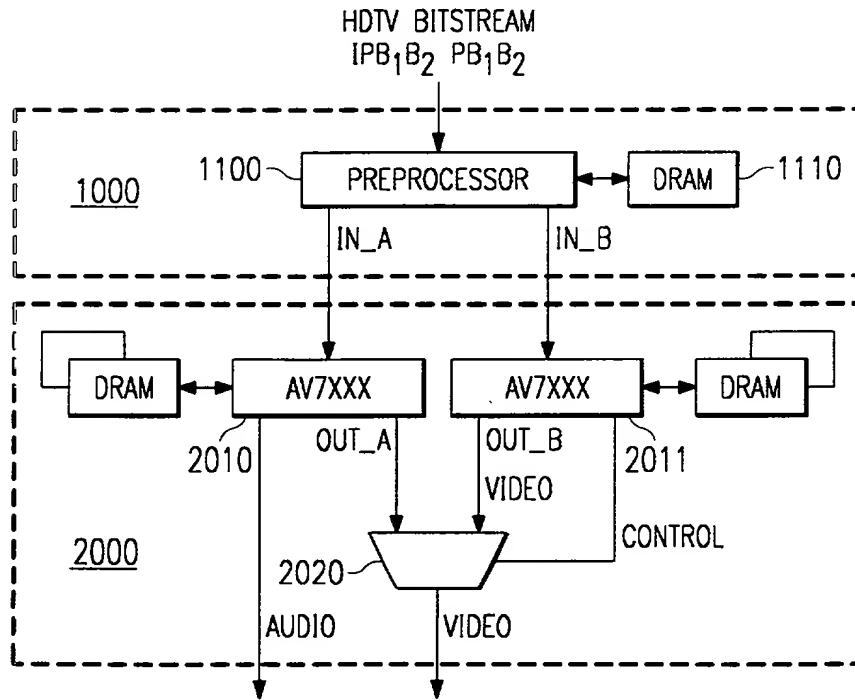 HDTV BITSTREAM
IPB₁B₂ PB₁B₂
1100
PREPROCESSOR
DRAM
1110
1000
IN_A
IN_B
DRAM
AV7XXX
AV7XXX
DRAM
2010
OUT_A
OUT_B
2011
VIDEO
2000
2020
CONTROL
AUDIO
VIDEO